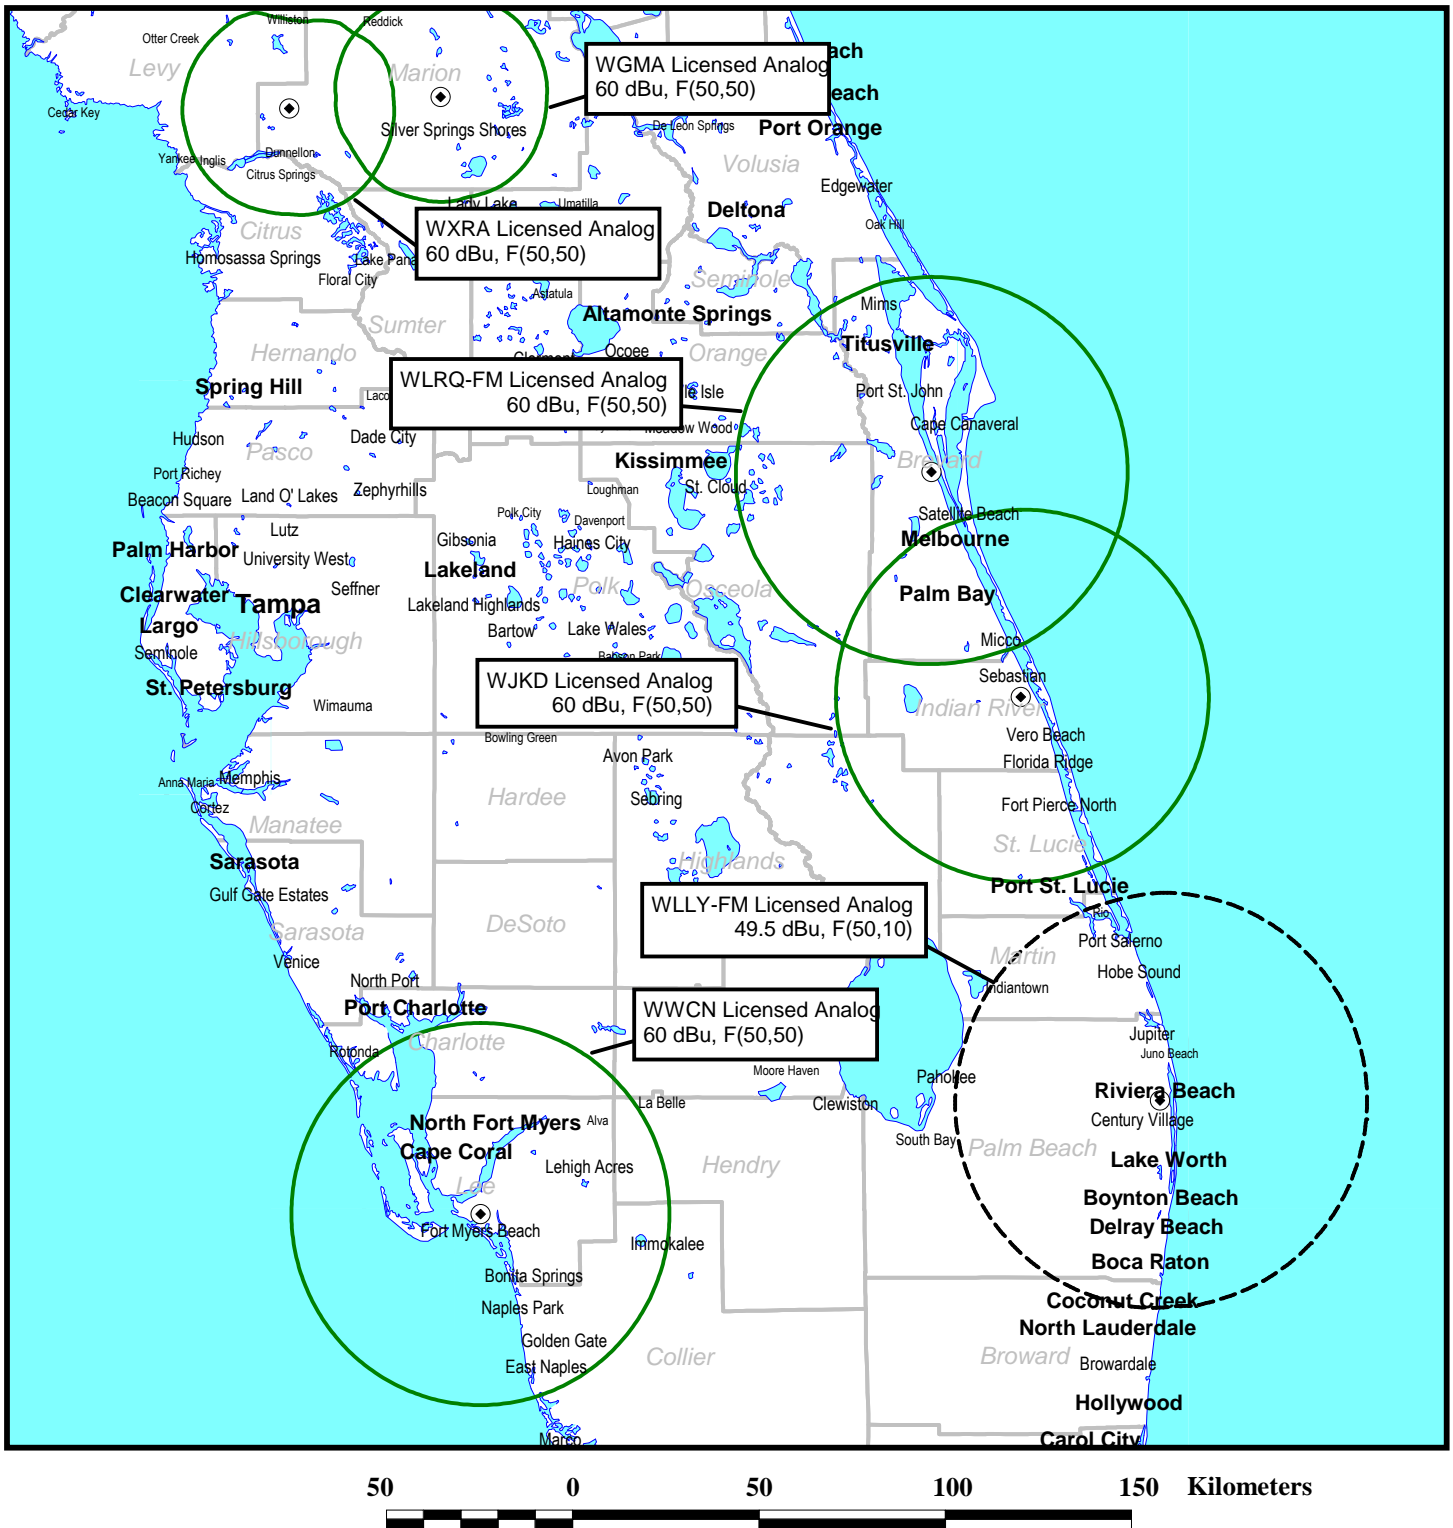 Williston
Reddick
Otter Creek
Levy
Marion
WGMA Licensed Analog
60 dBu, F(50,50)
ach
each
Cedar Key
Silver Springs Shores
De Leon Springs
Port Orange
Yankee
Inglis
Dunnellon
Citrus Springs
Volusia
Edgewater
Lady Lake
Umatilla
Deltona
Oak Hill
WXRA Licensed Analog
60 dBu, F(50,50)
Citrus
Homosassa Springs
Lake Pana
Floral City
Seminole
Astatula
Mims
Altamonte Springs
Sumter
Titusville
Hernando
Ocoee
Orange
Clermont
WLRQ-FM Licensed Analog
60 dBu, F(50,50)
Spring Hill
Laco
le Isle
Port St. John
Cape Canaveral
Meadow Wood
Hudson
Dade City
Pasco
Kissimmee
Brevard
Port Richey
St. Cloud
Beacon Square
Land O' Lakes
Zephyrhills
Loughman
Satellite Beach
Polk City
Davenport
Lutz
Gibsonia
Haines City
Melbourne
Palm Harbor
University West
Lakeland
Polk
Osceola
Seffner
Palm Bay
Clearwater
Tampa
Lakeland Highlands
Largo
Hillsborough
Bartow
Lake Wales
Micco
Seminole
Babson Park
WJKD Licensed Analog
60 dBu, F(50,50)
Sebastian
St. Petersburg
Wimauma
Indian River
Vero Beach
Bowling Green
Avon Park
Florida Ridge
Anna Maria
Memphis
Cortez
Hardee
Sebring
Fort Pierce North
Manatee
St. Lucie
Sarasota
Highlands
Gulf Gate Estates
Port St. Lucie
WLLY-FM Licensed Analog
49.5 dBu, F(50,10)
Rio
Sarasota
DeSoto
Port Salerno
Martin
Venice
Hobe Sound
North Port
Indiantown
Port Charlotte
WWCN Licensed Analog
60 dBu, F(50,50)
Charlotte
Jupiter
Rotonda
Juno Beach
Moore Haven
Pahokee
Riviera Beach
La Belle
Clewiston
North Fort Myers
Alva
Century Village
Cape Coral
South Bay
Palm Beach
Lehigh Acres
Hendry
Lake Worth
Lee
Boynton Beach
Fort Myers Beach
Delray Beach
Immokalee
Boca Raton
Bonita Springs
Coconut Creek
Naples Park
North Lauderdale
Golden Gate
Collier
Broward
Browardale
East Naples
Hollywood
Marco
Carol City
50 0 50 100 150 Kilometers